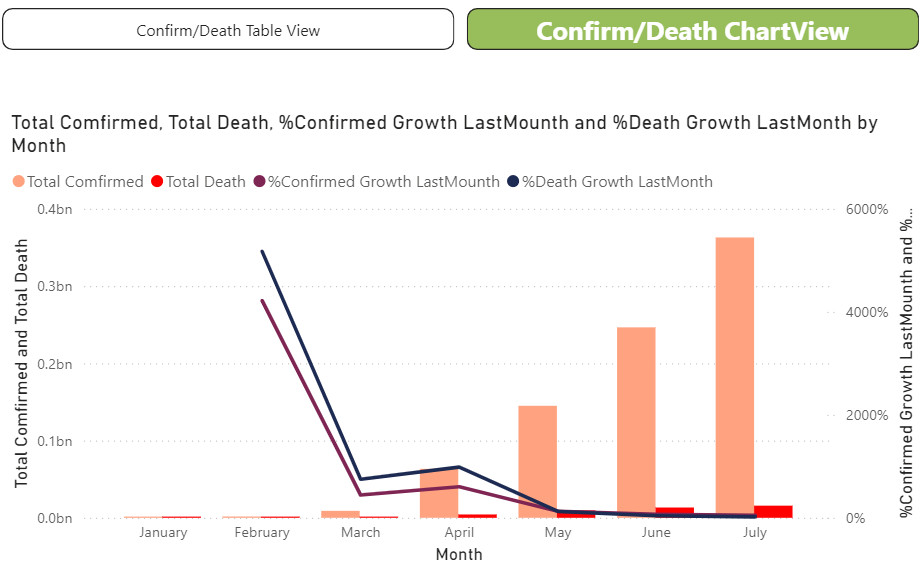 Confirm/Death Table View
Confirm/Death ChartView
Total Comfirmed, Total Death, %Confirmed Growth LastMounth and %Death Growth LastMonth by
Month
Total Comfirmed Total Death %Confirmed Growth LastMounth %Death Growth LastMonth
0.4bn
0.3bn
0.2bn
0.1bn
0.0bn
Total Comfirmed and Total Death
6000%
4000%
2000%
0%
%Confirmed Growth LastMounth and %...
January February March April May June July
Month